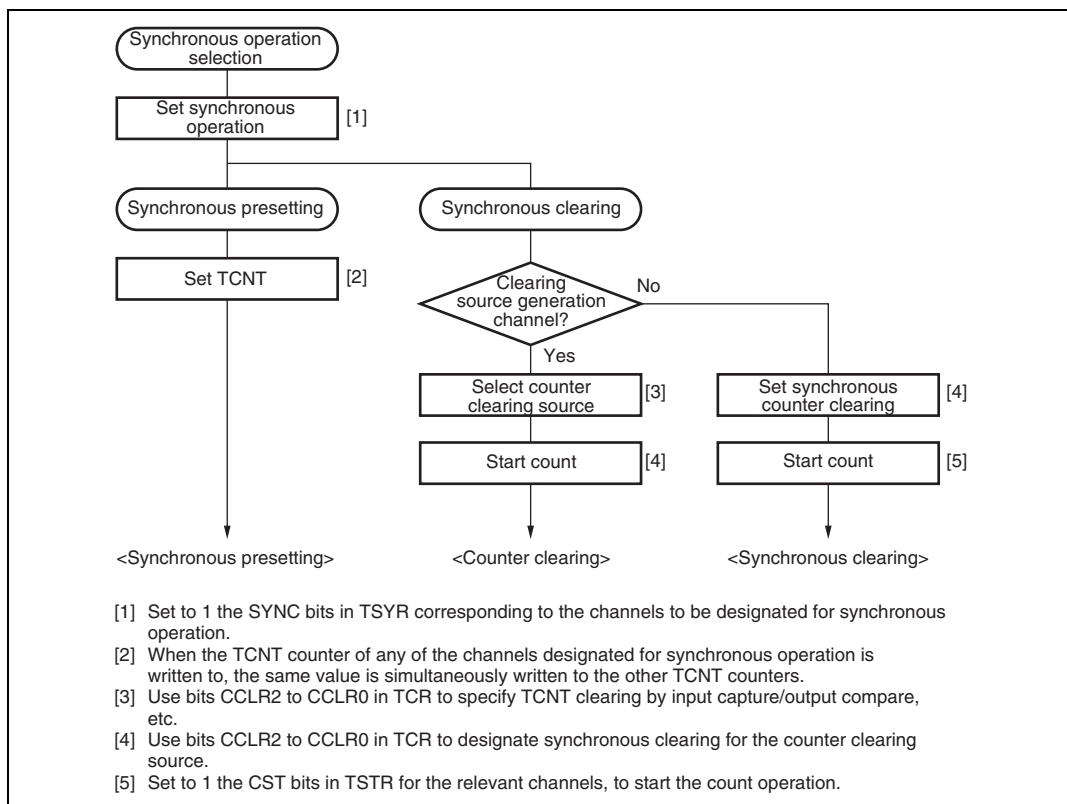 Synchronous operation
selection
Set synchronous
operation
[1]
Synchronous presetting
Synchronous clearing
Set TCNT
[2]
Clearing
source generation
channel?
No
Yes
Select counter
clearing source
[3]
Set synchronous
counter clearing
[4]
Start count
[4]
Start count
[5]
<Synchronous presetting>
<Counter clearing>
<Synchronous clearing>
[1] Set to 1 the SYNC bits in TSYR corresponding to the channels to be designated for synchronous
operation.
[2] When the TCNT counter of any of the channels designated for synchronous operation is
written to, the same value is simultaneously written to the other TCNT counters.
[3] Use bits CCLR2 to CCLR0 in TCR to specify TCNT clearing by input capture/output compare,
etc.
[4] Use bits CCLR2 to CCLR0 in TCR to designate synchronous clearing for the counter clearing
source.
[5] Set to 1 the CST bits in TSTR for the relevant channels, to start the count operation.